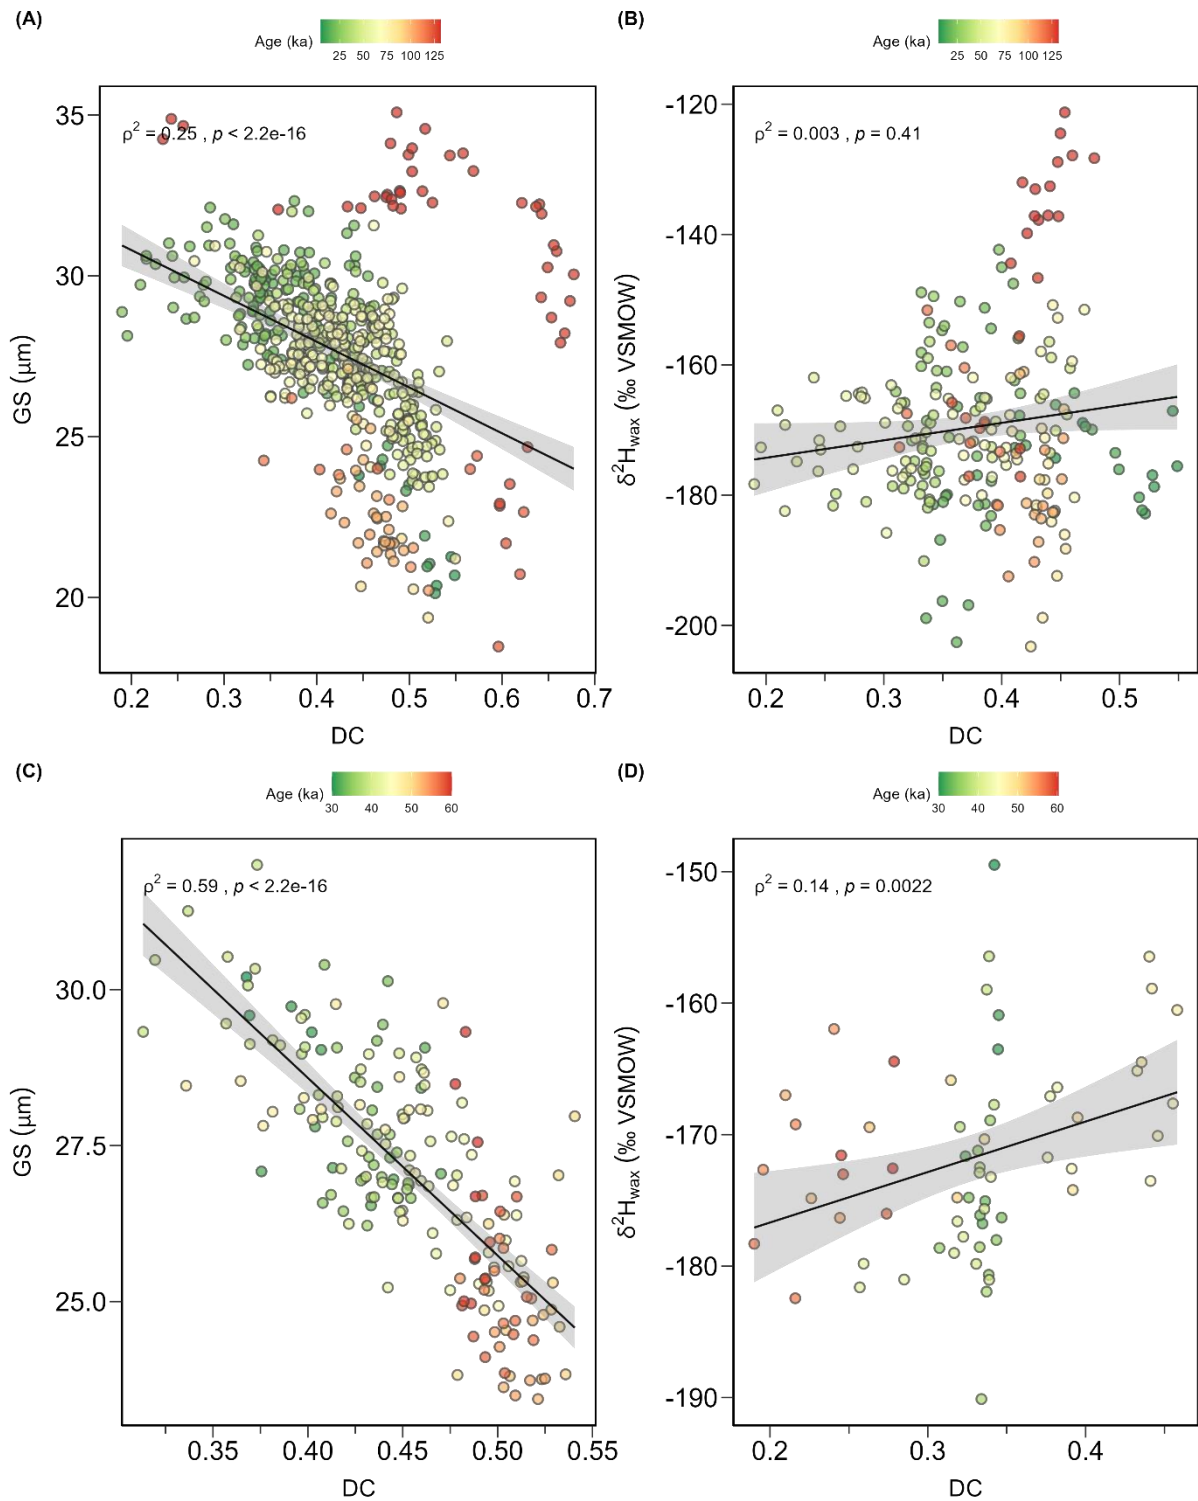 (A)
Age (ka)
25 50 75 100 125
ρ² = 0.25 , p < 2.2e-16
35
30
25
20
GS (μm)
0.2 0.3 0.4 0.5 0.6 0.7
DC
(B)
Age (ka)
25 50 75 100 125
ρ² = 0.003 , p = 0.41
-120
-140
-160
-180
-200
δ²Hwax (‰ VSMOW)
0.2 0.3 0.4 0.5
DC
(C)
Age (ka)
30 40 50 60
ρ² = 0.59 , p < 2.2e-16
30.0
27.5
25.0
GS (μm)
0.35 0.40 0.45 0.50 0.55
DC
(D)
Age (ka)
30 40 50 60
ρ² = 0.14 , p = 0.0022
-150
-160
-170
-180
-190
δ²Hwax (‰ VSMOW)
0.2 0.3 0.4
DC